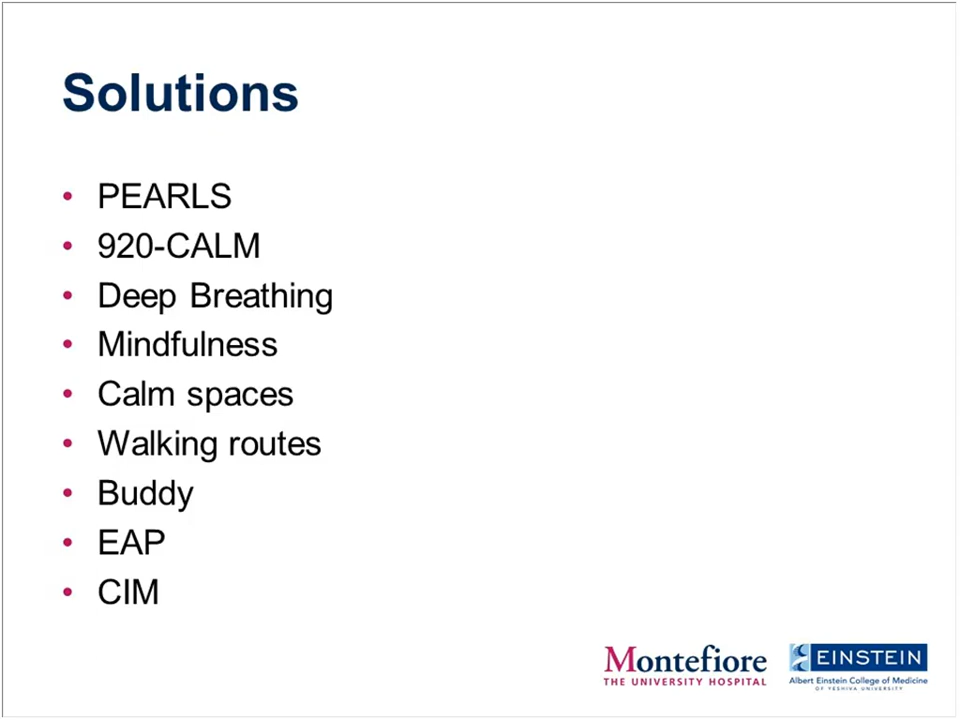 Solutions
• PEARLS
• 920-CALM
• Deep Breathing
• Mindfulness
• Calm spaces
• Walking routes
• Buddy
• EAP
• CIM
Montefiore
THE UNIVERSITY HOSPITAL
EINSTEIN
Albert Einstein College of Medicine
OF YESHIVA UNIVERSITY